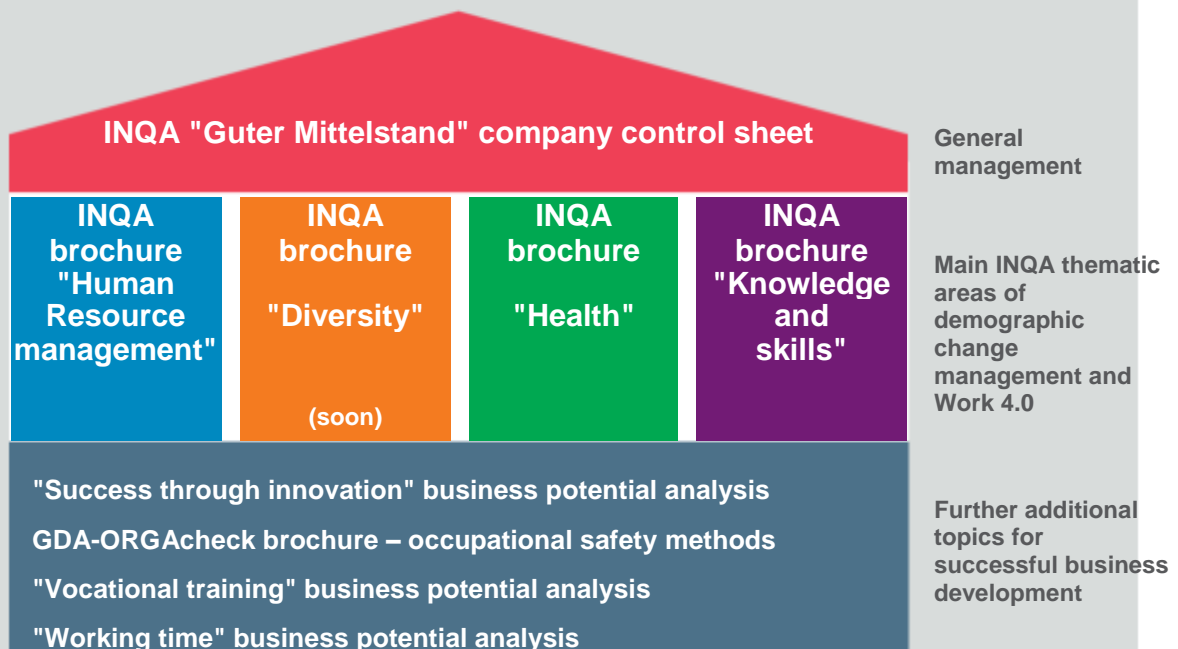 INQA "Guter Mittelstand" company control sheet
General
management
INQA
brochure
"Human
Resource
management"
INQA
brochure
"Diversity"
(soon)
INQA
brochure
"Health"
INQA
brochure
"Knowledge
and
skills"
Main INQA thematic
areas of
demographic
change
management and
Work 4.0
"Success through innovation" business potential analysis
GDA-ORGAcheck brochure – occupational safety methods
"Vocational training" business potential analysis
"Working time" business potential analysis
Further additional
topics for
successful business
development